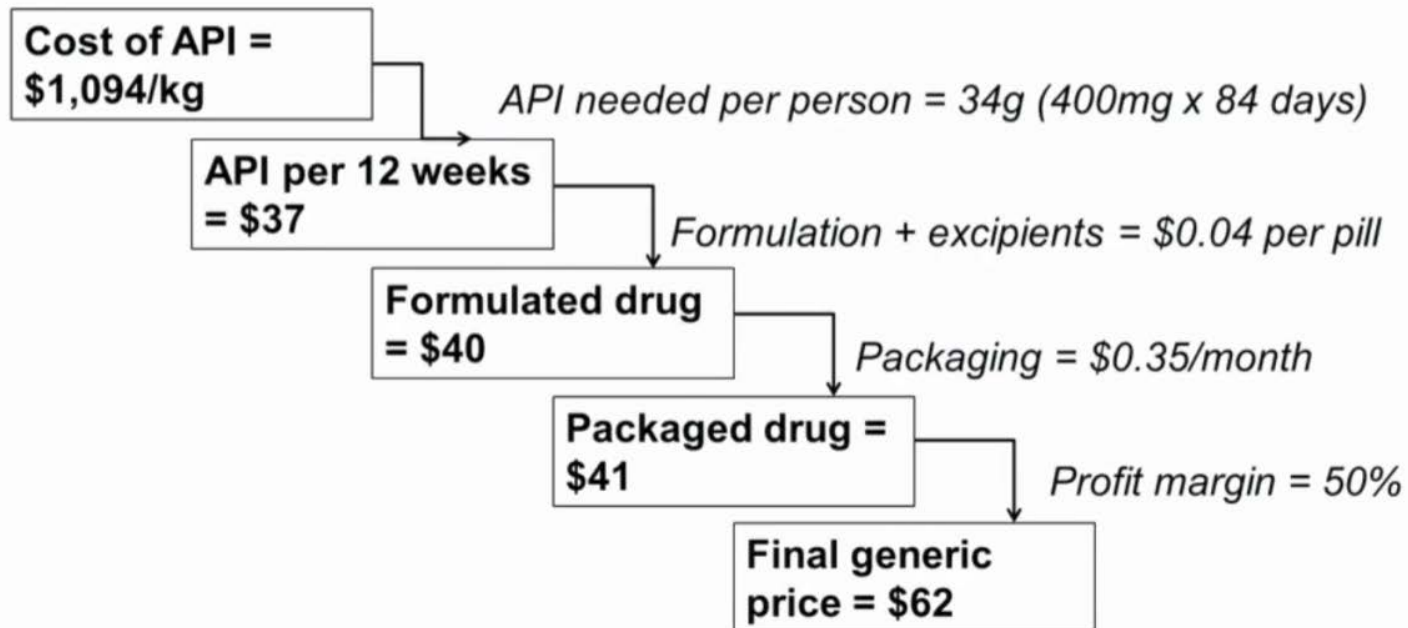 Cost of API =
$1,094/kg
API needed per person = 34g (400mg x 84 days)
API per 12 weeks
= $37
Formulation + excipients = $0.04 per pill
Formulated drug
= $40
Packaging = $0.35/month
Packaged drug =
$41
Profit margin = 50%
Final generic
price = $62